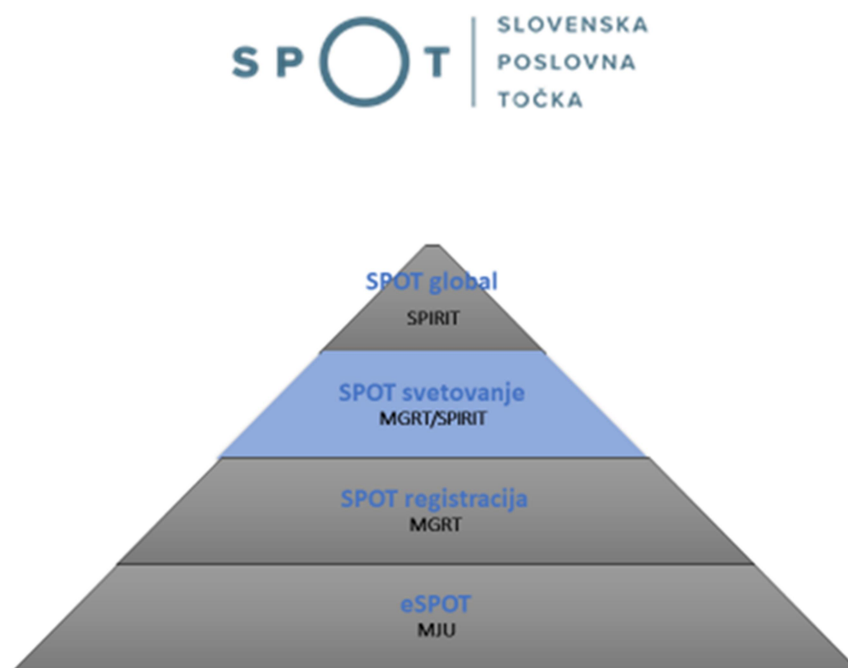 SPOT
SLOVENSKA
POSLOVNA
TOČKA
SPOT global
SPIRIT
SPOT svetovanje
MGRT/SPIRIT
SPOT registracija
MGRT
eSPOT
MJU